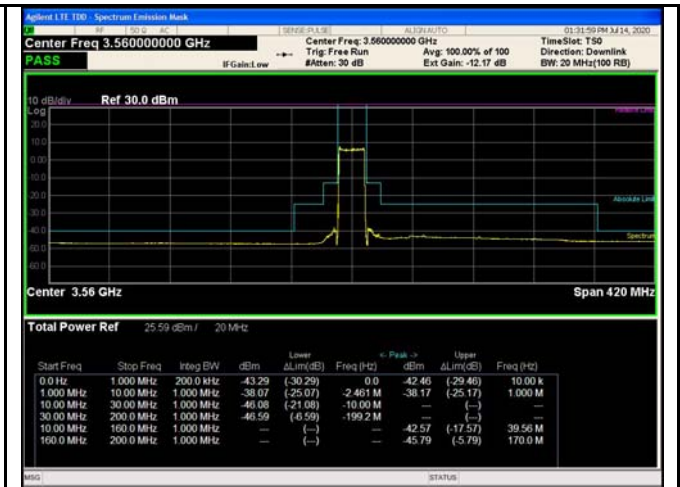 Agilent LTE TDD - Spectrum Emission Mask
RF 50 Ω AC SENSE:PULSE ALIGN AUTO 01:31:59 PM Jul 14, 2020
Center Freq 3.560000000 GHz Center Freq: 3.560000000 GHz TimeSlot: TS0
Trig: Free Run Avg: 100.00% of 100 Direction: Downlink
PASS IFGain:Low #Atten: 30 dB Ext Gain: -12.17 dB BW: 20 MHz(100 RB)
10 dB/div Ref 30.0 dBm
Log
Relative Limit
20.0
10.0
0.00
-10.0
-20.0
Absolute Limit
-30.0
-40.0
Spectrum
-50.0
-60.0
Center 3.56 GHz Span 420 MHz
Total Power Ref 25.59 dBm / 20 MHz
Lower <- Peak -> Upper
Start Freq Stop Freq Integ BW dBm ΔLim(dB) Freq (Hz) dBm ΔLim(dB) Freq (Hz)
0.0 Hz 1.000 MHz 200.0 kHz -43.29 (-30.29) 0.0 -42.46 (-29.46) 10.00 k
1.000 MHz 10.00 MHz 1.000 MHz -38.07 (-25.07) -2.461 M -38.17 (-25.17) 1.000 M
10.00 MHz 30.00 MHz 1.000 MHz -46.08 (-21.08) -10.00 M --- (---)
30.00 MHz 200.0 MHz 1.000 MHz -46.59 (-6.59) -199.2 M --- (---)
10.00 MHz 160.0 MHz 1.000 MHz --- (---) -42.57 (-17.57) 39.56 M
160.0 MHz 200.0 MHz 1.000 MHz --- (---) -45.79 (-5.79) 170.0 M
MSG STATUS